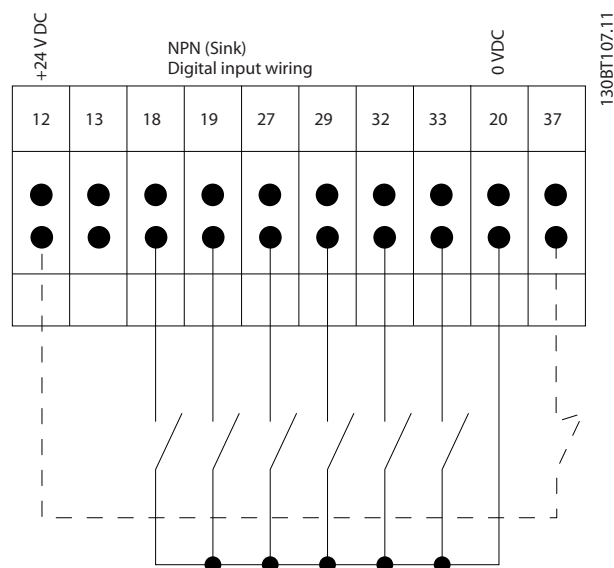 +24 V DC
NPN (Sink)
Digital input wiring
0 VDC
130BT107.11
12 13 18 19 27 29 32 33 20 37